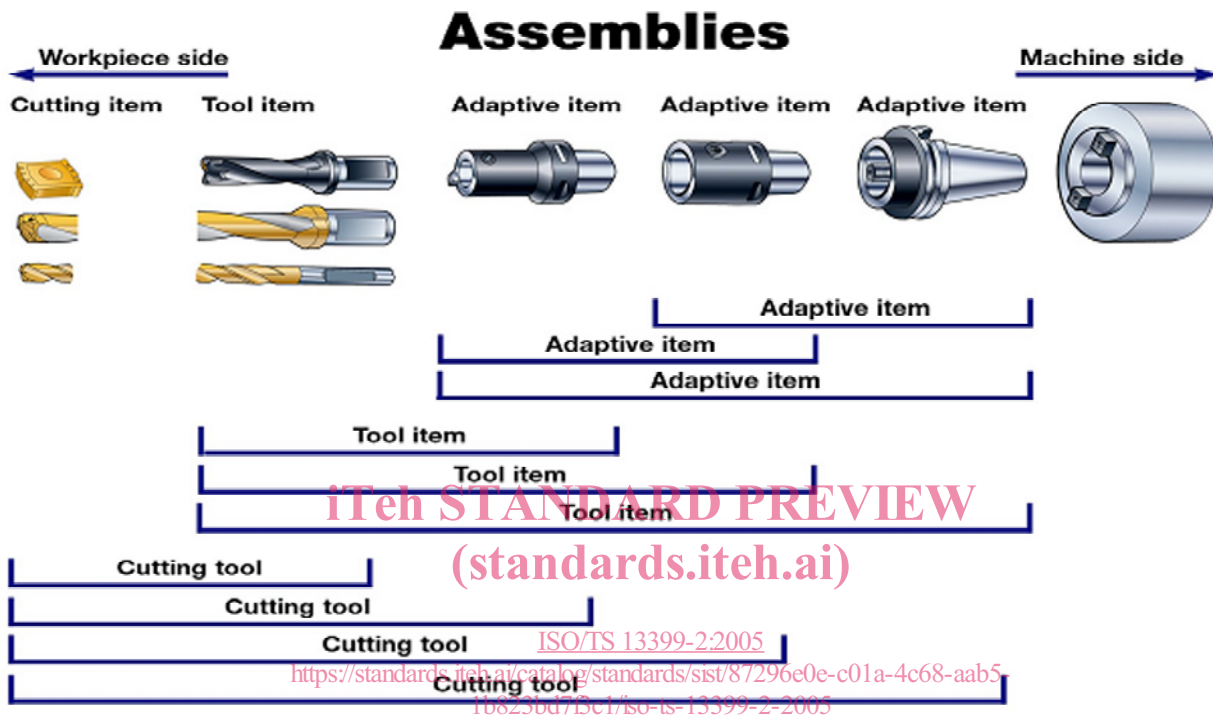 Assemblies
Workpiece side
Machine side
Cutting item
Tool item
Adaptive item
Adaptive item
Adaptive item
Adaptive item
Adaptive item
Adaptive item
Tool item
Tool item
iTeh STANDARD PREVIEW
Tool item
(standards.iteh.ai)
Cutting tool
Cutting tool
Cutting tool
ISO/TS 13399-2:2005
https://standards.iteh.ai/catalog/standards/sist/87296e0e-c01a-4c68-aab5-
Cutting tool
1b823bd7f3c1/iso-ts-13399-2-2005